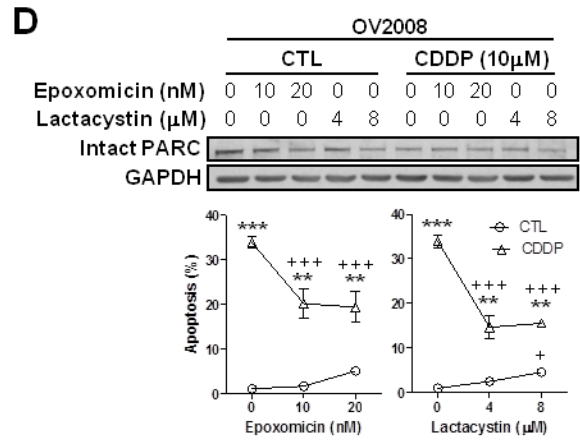 D
OV2008
CTL CDDP (10μM)
Epoxomicin (nM) 0 10 20 0 0 0 10 20 0 0
Lactacystin (μM) 0 0 0 4 8 0 0 0 4 8
Intact PARC
GAPDH
40 40
*** ***
CTL
CDDP
30 30
+++ +++ +++ +++
** ** ** **
20 20
Apoptosis (%)
10 10
+
0 0
0 10 20 0 4 8
Epoxomicin (nM) Lactacystin (μM)